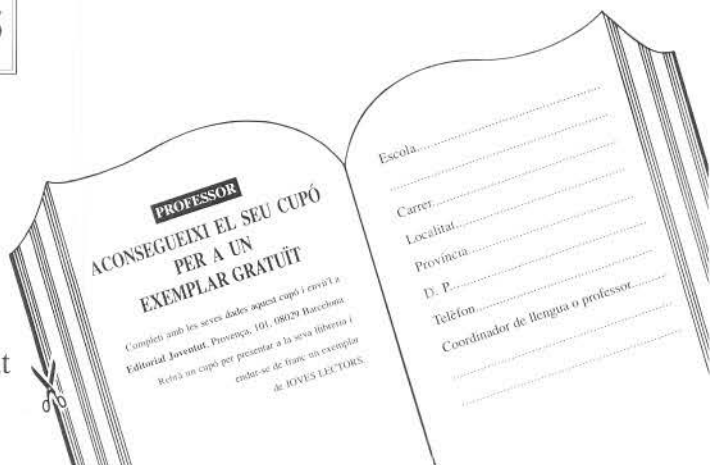 PROFESSOR
ACONSEGUEIXI EL SEU CUPÓ
PER A UN
EXEMPLAR GRATUÏT
Completi amb les seves dades aquest cupó i enviï'l a
Editorial Joventut, Provença, 101, 08029 Barcelona
Rebrà un cupó per presentar a la seva llibreria i
endur-se de franc un exemplar
de JOVES LECTORS.
Escola
Carrer
Localitat
Província
D. P.
Telèfon
Coordinador de llengua o professor